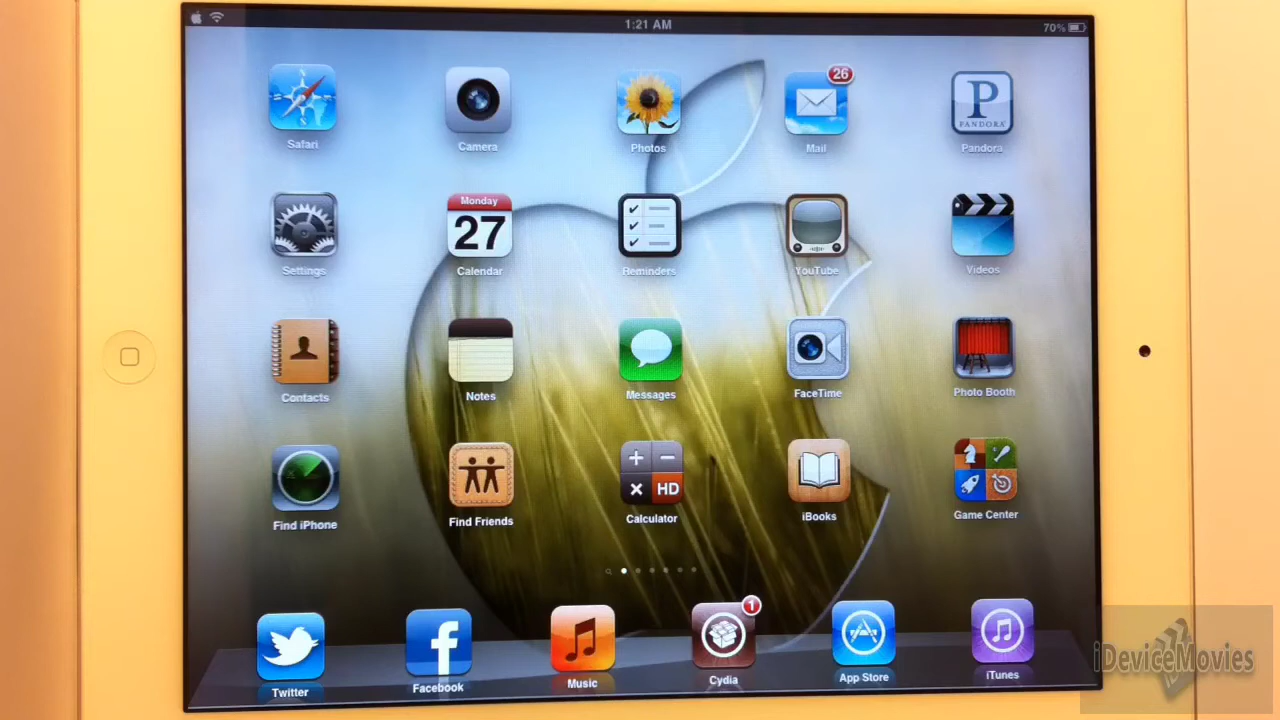 1:21 AM
70%
26
P
PANDORA
Safari
Camera
Photos
Mail
Pandora
Monday
27
Settings
Calendar
Reminders
YouTube
Videos
Contacts
Notes
Messages
FaceTime
Photo Booth
HD
Find iPhone
Find Friends
Calculator
iBooks
Game Center
1
Twitter
Facebook
Music
Cydia
App Store
iTunes
iDeviceMovies